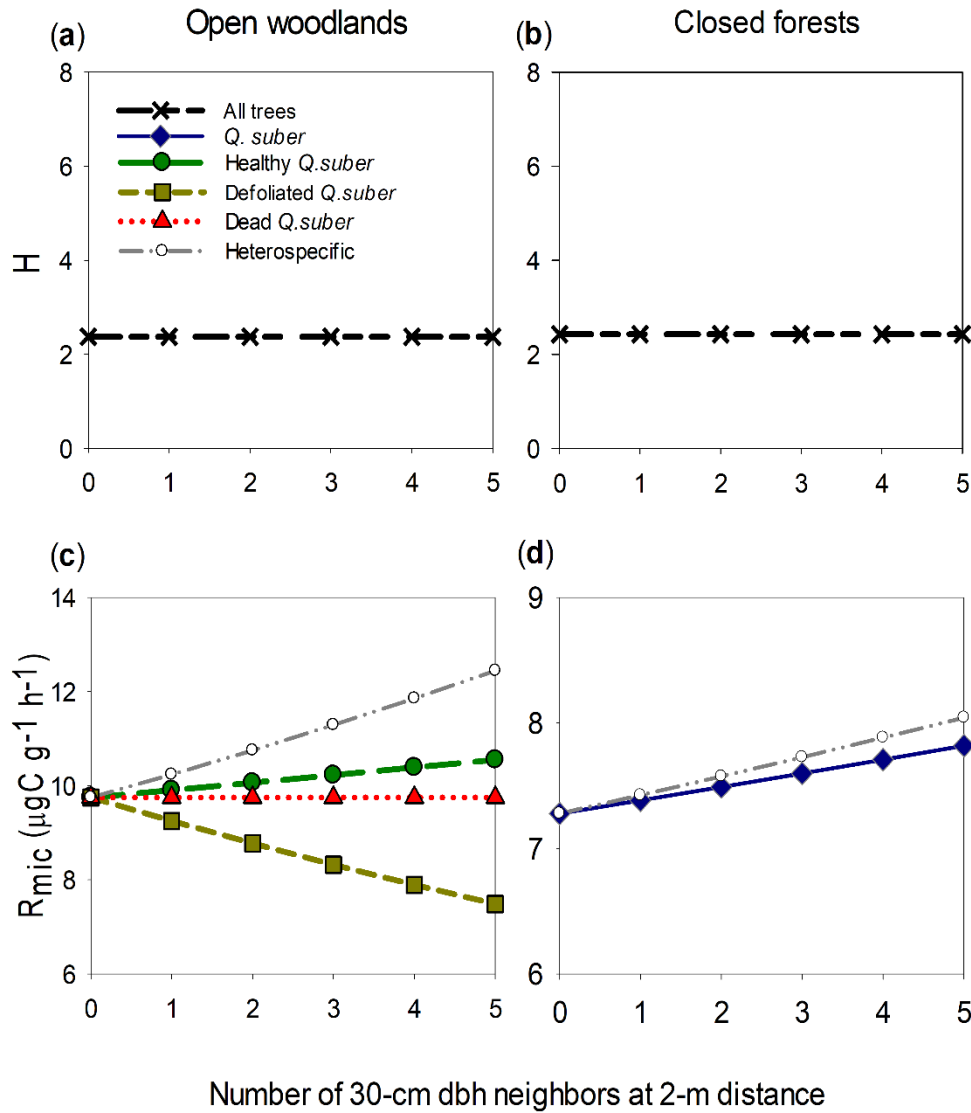 Open woodlands
Closed forests
(a)
(b)
8
6
4
2
0
H
All trees
Q. suber
Healthy Q.suber
Defoliated Q.suber
Dead Q.suber
Heterospecific
0 1 2 3 4 5
8
6
4
2
0
0 1 2 3 4 5
(c)
(d)
14
12
10
8
6
Rmic (µgC g-1 h-1)
0 1 2 3 4 5
9
8
7
6
0 1 2 3 4 5
Number of 30-cm dbh neighbors at 2-m distance